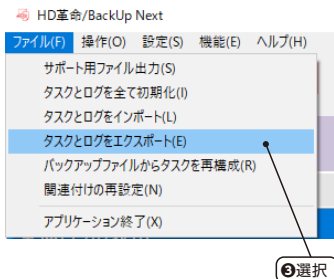 HD革命/BackUp Next
ファイル(F) 操作(O) 設定(S) 機能(E) ヘルプ(H)
サポート用ファイル出力(S)
タスクとログを全て初期化(I)
タスクとログをインポート(L)
タスクとログをエクスポート(E)
バックアップファイルからタスクを再構成(R)
関連付けの再設定(N)
アプリケーション終了(X)
❸選択